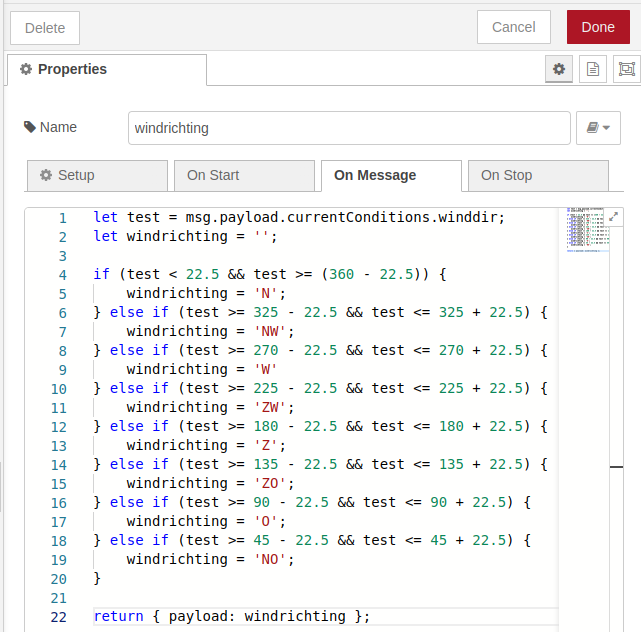 Delete
Cancel
Done
Properties
Name
windrichting
Setup
On Start
On Message
On Stop
1 let test = msg.payload.currentConditions.winddir;
2 let windrichting = '';
3
4 if (test < 22.5 && test >= (360 - 22.5)) {
5 windrichting = 'N';
6 } else if (test >= 325 - 22.5 && test <= 325 + 22.5) {
7 windrichting = 'NW';
8 } else if (test >= 270 - 22.5 && test <= 270 + 22.5) {
9 windrichting = 'W'
10 } else if (test >= 225 - 22.5 && test <= 225 + 22.5) {
11 windrichting = 'ZW';
12 } else if (test >= 180 - 22.5 && test <= 180 + 22.5) {
13 windrichting = 'Z';
14 } else if (test >= 135 - 22.5 && test <= 135 + 22.5) {
15 windrichting = 'ZO';
16 } else if (test >= 90 - 22.5 && test <= 90 + 22.5) {
17 windrichting = 'O';
18 } else if (test >= 45 - 22.5 && test <= 45 + 22.5) {
19 windrichting = 'NO';
20 }
21
22 return { payload: windrichting };